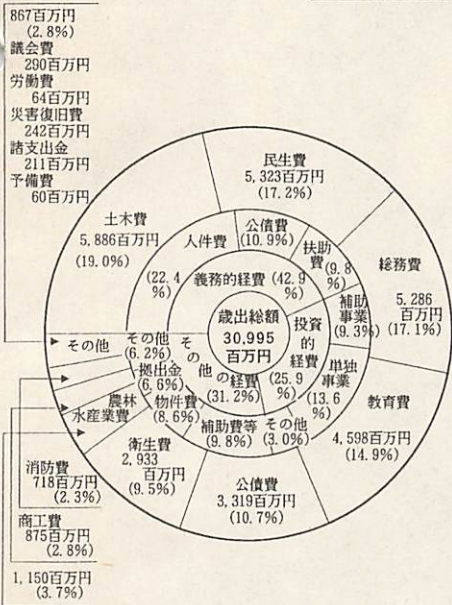 867百万円
(2.8%)
議会費
290百万円
労働費
64百万円
災害復旧費
242百万円
諸支出金
211百万円
予備費
60百万円
民生費
5,323百万円
(17.2%)
総務費
5,286
百万円
(17.1%)
教育費
4,598百万円
(14.9%)
公債費
3,319百万円
(10.7%)
衛生費
2,933
百万円
(9.5%)
農林
水産業費
その他
土木費
5,886百万円
(19.0%)
人件費
(22.4
%)
公債費
(10.9%)
扶助
費
(9.8
%)
補助
事業
(9.3%)
単独
事業
(13.6
%)
その他
(3.0%)
補助費等
(9.8%)
物件費
(8.6%)
拠出金
(6.6%)
その他
(6.2%)
義務的経費
(42.9
%)
投資
的
経費
(25.9
%)
その他の経費
(31.2%)
歳出総額
30,995
百万円
消防費
718百万円
(2.3%)
商工費
875百万円
(2.8%)
1,150百万円
(3.7%)